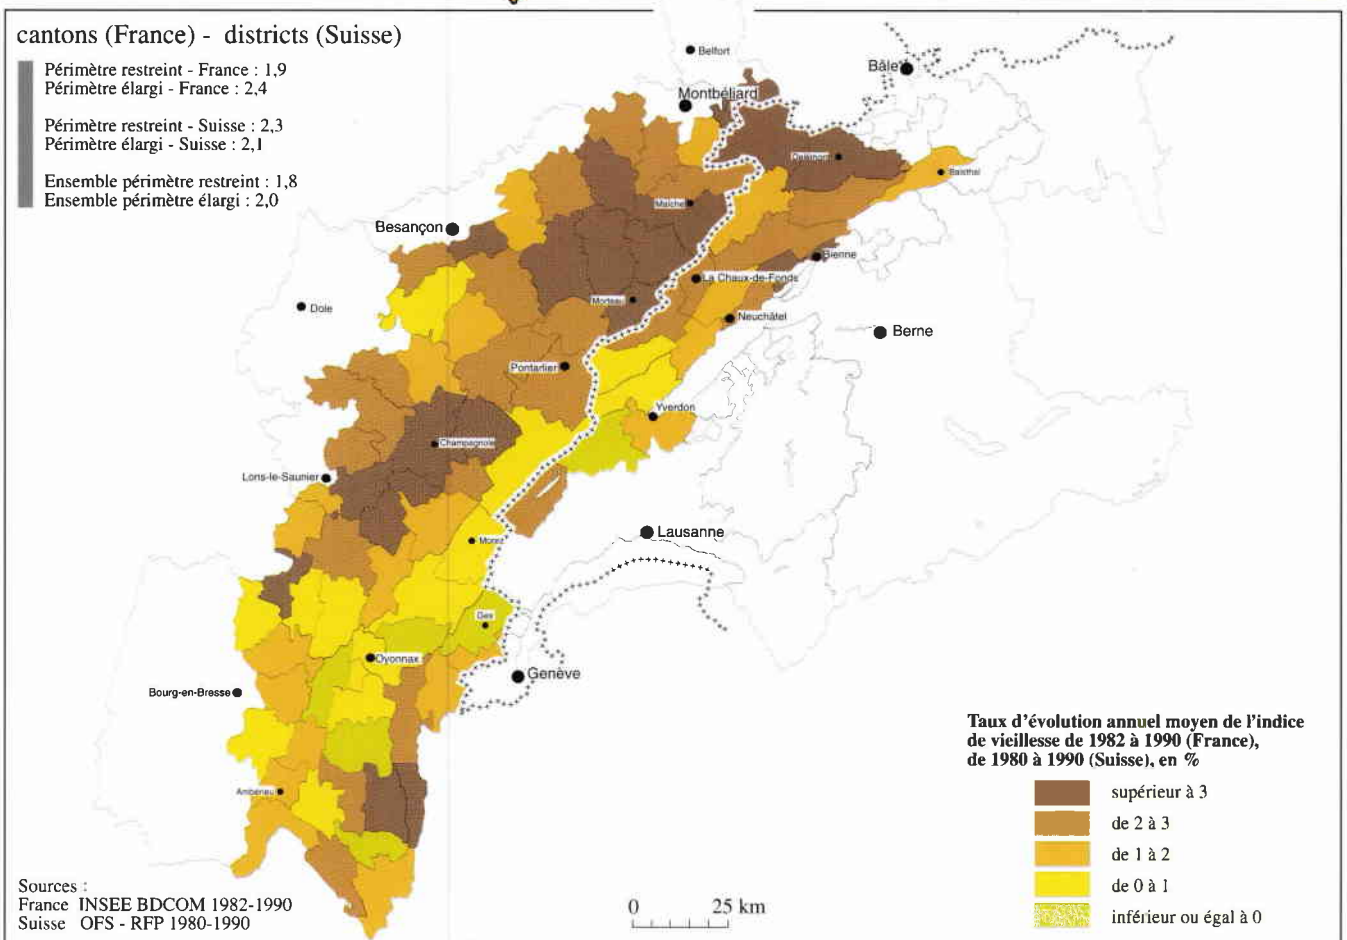 cantons (France) - districts (Suisse)
Périmètre restreint - France : 1,9
Périmètre élargi - France : 2,4
Périmètre restreint - Suisse : 2,3
Périmètre élargi - Suisse : 2,1
Ensemble périmètre restreint : 1,8
Ensemble périmètre élargi : 2,0
Belfort
Bâle
Montbéliard
Delémont
Balsthal
Maîche
Besançon
Bienne
La Chaux-de-Fonds
Morteau
Dole
Neuchâtel
Berne
Pontarlier
Yverdon
Champagnole
Lons-le-Saunier
Lausanne
Morez
Gex
Oyonnax
Genève
Bourg-en-Bresse
Ambérieu
Taux d'évolution annuel moyen de l'indice
de vieillesse de 1982 à 1990 (France),
de 1980 à 1990 (Suisse), en %
supérieur à 3
de 2 à 3
de 1 à 2
de 0 à 1
inférieur ou égal à 0
Sources :
France INSEE BDCOM 1982-1990
Suisse OFS - RFP 1980-1990
0 25 km